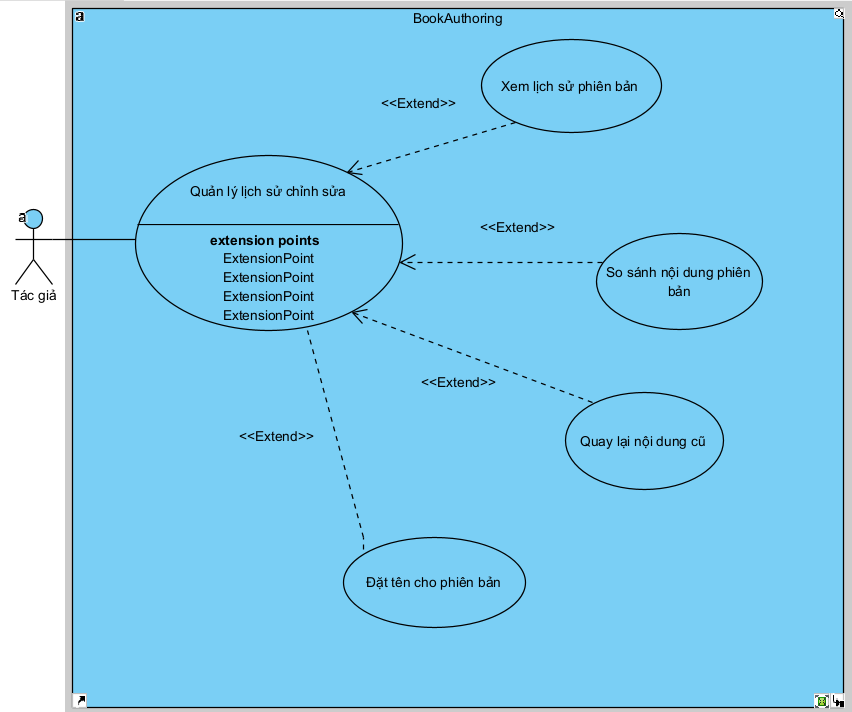 BookAuthoring
Xem lịch sử phiên bản
<<Extend>>
Quản lý lịch sử chỉnh sửa
extension points
ExtensionPoint
ExtensionPoint
ExtensionPoint
ExtensionPoint
a
a
Tác giả
<<Extend>>
So sánh nội dung phiên
bản
<<Extend>>
Quay lại nội dung cũ
<<Extend>>
Đặt tên cho phiên bản